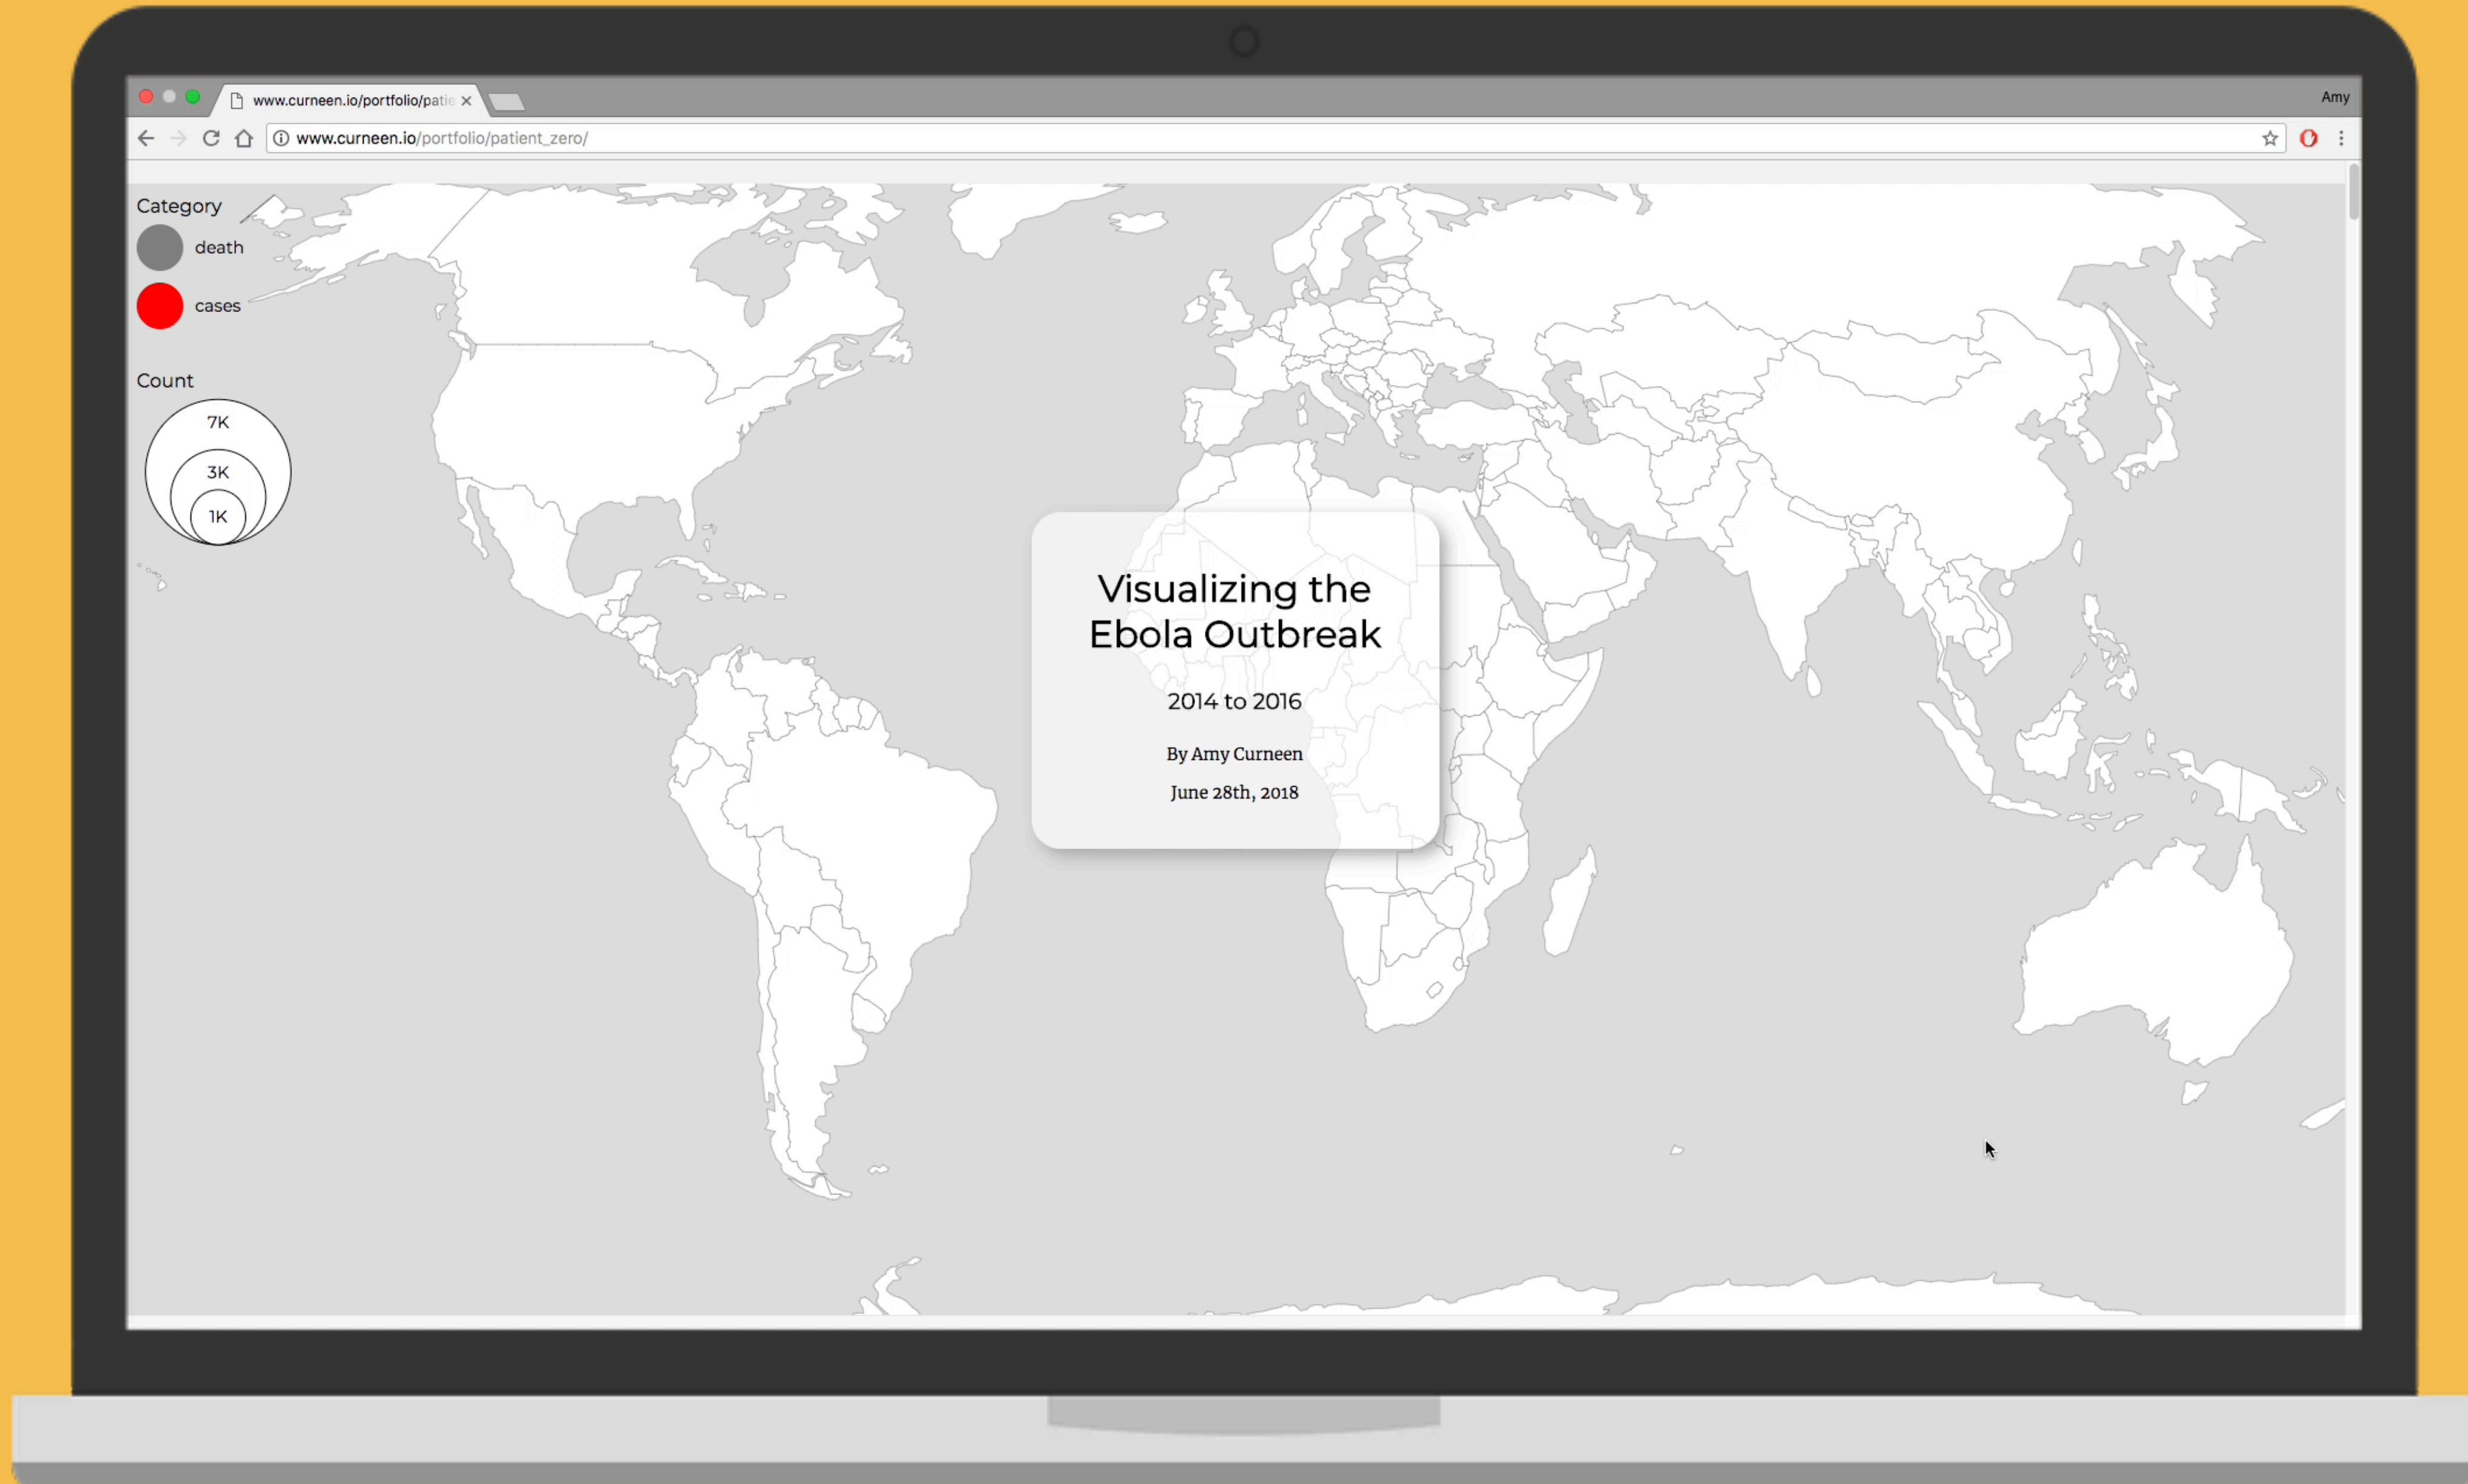 www.curneen.io/portfolio/patie
Amy
www.curneen.io/portfolio/patient_zero/
Category
death
cases
Count
7K
3K
1K
Visualizing the
Ebola Outbreak
2014 to 2016
By Amy Curneen
June 28th, 2018